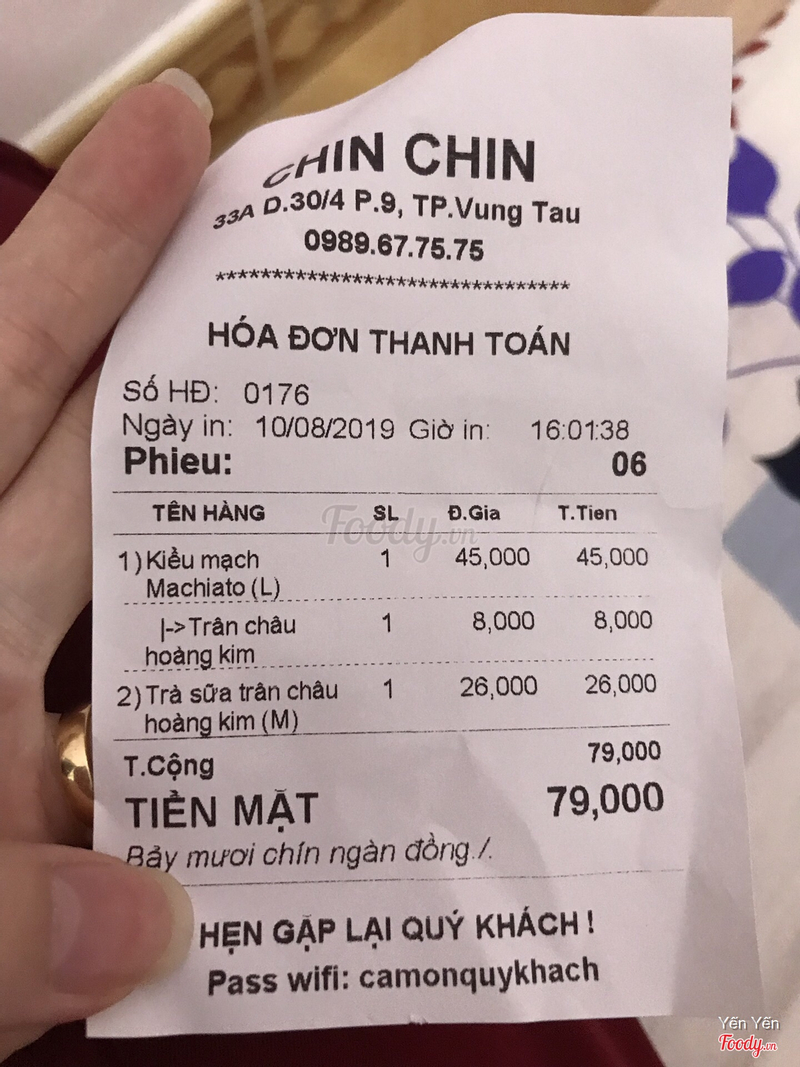 CHIN CHIN
33A D.30/4 P.9, TP.Vung Tau
0989.67.75.75
*********************************
HÓA ĐƠN THANH TOÁN
Số HĐ: 0176
Ngày in: 10/08/2019 Giờ in: 16:01:38
Phieu: 06
TÊN HÀNG SL Đ.Gia T.Tien
1) Kiều mạch 1 45,000 45,000
Machiato (L)
|->Trân châu 1 8,000 8,000
hoàng kim
2) Trà sữa trân châu 1 26,000 26,000
hoàng kim (M)
T.Cộng 79,000
TIỀN MẶT 79,000
Bảy mươi chín ngàn đồng./.
HẸN GẶP LẠI QUÝ KHÁCH !
Pass wifi: camonquykhach
Foody.vn
Yến Yến
Foody.vn